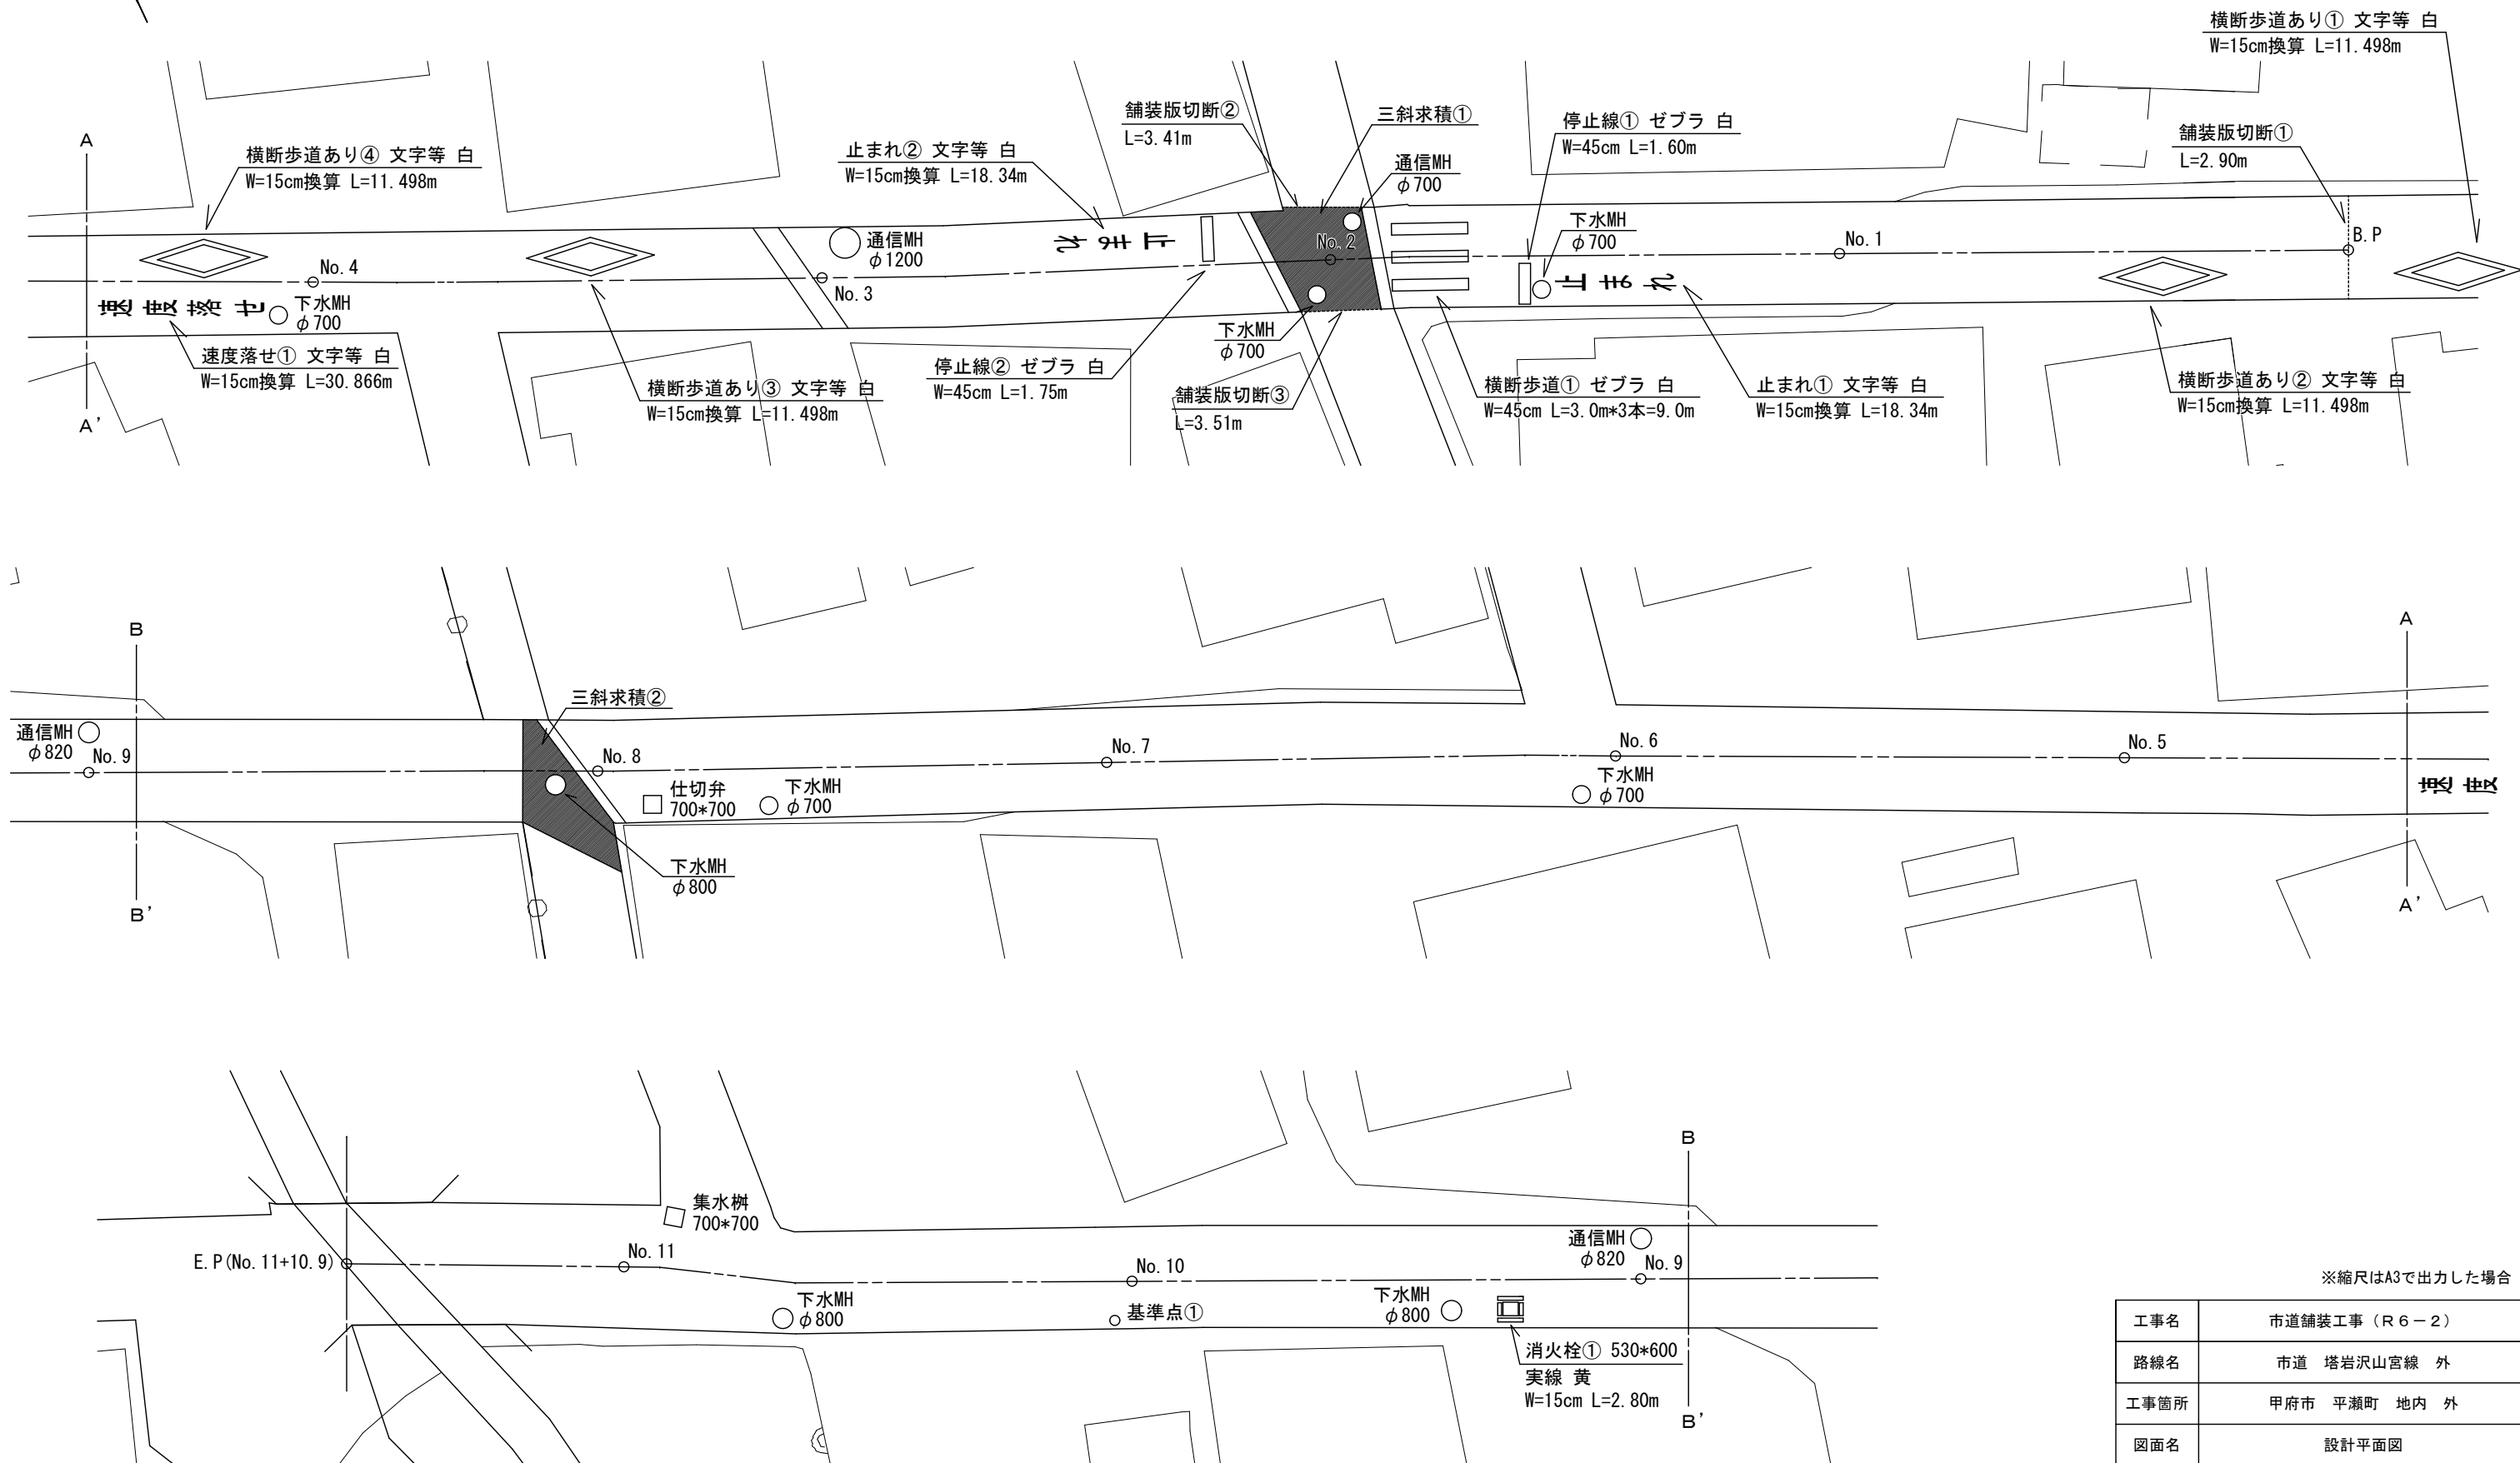 横断歩道あり① 文字等 白
W=15cm換算 L=11.498m
舗装版切断②
L=3.41m
三斜求積①
停止線① ゼブラ 白
W=45cm L=1.60m
舗装版切断①
L=2.90m
A
横断歩道あり④ 文字等 白
W=15cm換算 L=11.498m
止まれ② 文字等 白
W=15cm換算 L=18.34m
通信MH
φ700
下水MH
φ700
通信MH
φ1200
止まれ
No.2
No.1
B.P
No.4
No.3
速度落せ
下水MH
φ700
止まれ
下水MH
φ700
速度落せ① 文字等 白
W=15cm換算 L=30.866m
横断歩道あり③ 文字等 白
W=15cm換算 L=11.498m
停止線② ゼブラ 白
W=45cm L=1.75m
舗装版切断③
L=3.51m
横断歩道① ゼブラ 白
W=45cm L=3.0m*3本=9.0m
止まれ① 文字等 白
W=15cm換算 L=18.34m
横断歩道あり② 文字等 白
W=15cm換算 L=11.498m
A'
B
A
三斜求積②
通信MH
φ820
No.9
No.8
No.7
No.6
No.5
仕切弁
700*700
下水MH
φ700
下水MH
φ700
速度
下水MH
φ800
B'
A'
B
集水桝
700*700
E.P(No.11+10.9)
No.11
No.10
通信MH
φ820
No.9
下水MH
φ800
基準点①
下水MH
φ800
消火栓① 530*600
実線 黄
W=15cm L=2.80m
B'
※縮尺はA3で出力した場合
工事名 市道舗装工事（R6－2）
路線名 市道 塔岩沢山宮線 外
工事箇所 甲府市 平瀬町 地内 外
図面名 設計平面図